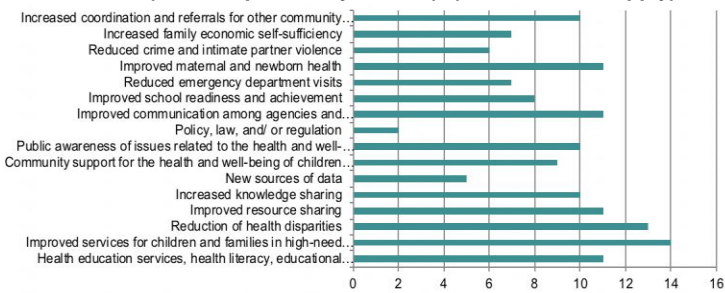 Increased coordination and referrals for other community...
Increased family economic self-sufficiency
Reduced crime and intimate partner violence
Improved maternal and newborn health
Reduced emergency department visits
Improved school readiness and achievement
Improved communication among agencies and...
Policy, law, and/ or regulation
Public awareness of issues related to the health and well-...
Community support for the health and well-being of children...
New sources of data
Increased knowledge sharing
Improved resource sharing
Reduction of health disparities
Improved services for children and families in high-need...
Health education services, health literacy, educational...
0 2 4 6 8 10 12 14 16